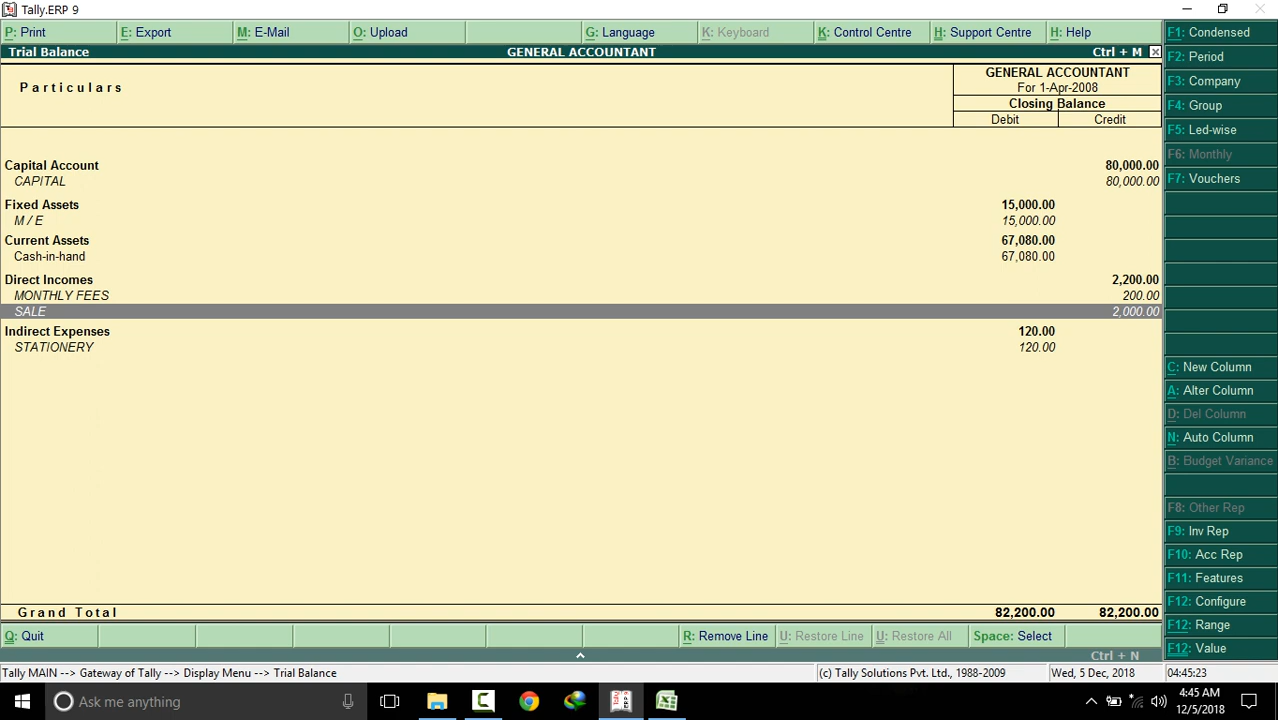 Tally.ERP 9
P: Print E: Export M: E-Mail O: Upload G: Language K: Keyboard K: Control Centre H: Support Centre H: Help
Trial Balance GENERAL ACCOUNTANT Ctrl + M
Particulars
GENERAL ACCOUNTANT
For 1-Apr-2008
Closing Balance
Debit Credit
Capital Account 80,000.00
CAPITAL 80,000.00
Fixed Assets 15,000.00
M / E 15,000.00
Current Assets 67,080.00
Cash-in-hand 67,080.00
Direct Incomes 2,200.00
MONTHLY FEES 200.00
SALE 2,000.00
Indirect Expenses 120.00
STATIONERY 120.00
Grand Total 82,200.00 82,200.00
F1: Condensed
F2: Period
F3: Company
F4: Group
F5: Led-wise
F6: Monthly
F7: Vouchers
C: New Column
A: Alter Column
D: Del Column
N: Auto Column
B: Budget Variance
F8: Other Rep
F9: Inv Rep
F10: Acc Rep
F11: Features
F12: Configure
F12: Range
F12: Value
Q: Quit R: Remove Line U: Restore Line U: Restore All Space: Select
Ctrl + N
Tally MAIN --> Gateway of Tally --> Display Menu --> Trial Balance (c) Tally Solutions Pvt. Ltd., 1988-2009 Wed, 5 Dec, 2018 04:45:23
Ask me anything 4:45 AM
12/5/2018